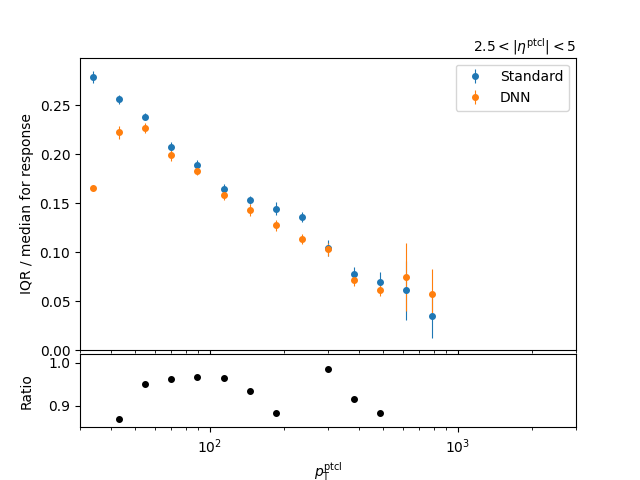 2.5 < |η^ptcl| < 5
Standard
DNN
IQR / median for response
0.25
0.20
0.15
0.10
0.05
0.00
Ratio
1.0
0.9
10^2
10^3
p_T^ptcl